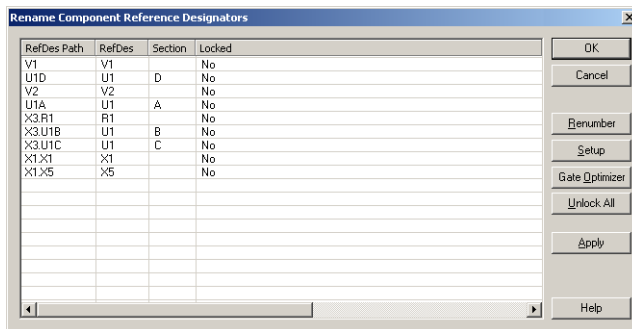 Rename Component Reference Designators
RefDes Path RefDes Section Locked
V1 V1 No
U1D U1 D No
V2 V2 No
U1A U1 A No
X3.R1 R1 No
X3.U1B U1 B No
X3.U1C U1 C No
X1.X1 X1 No
X1.X5 X5 No
OK
Cancel
Renumber
Setup
Gate Optimizer
Unlock All
Apply
Help